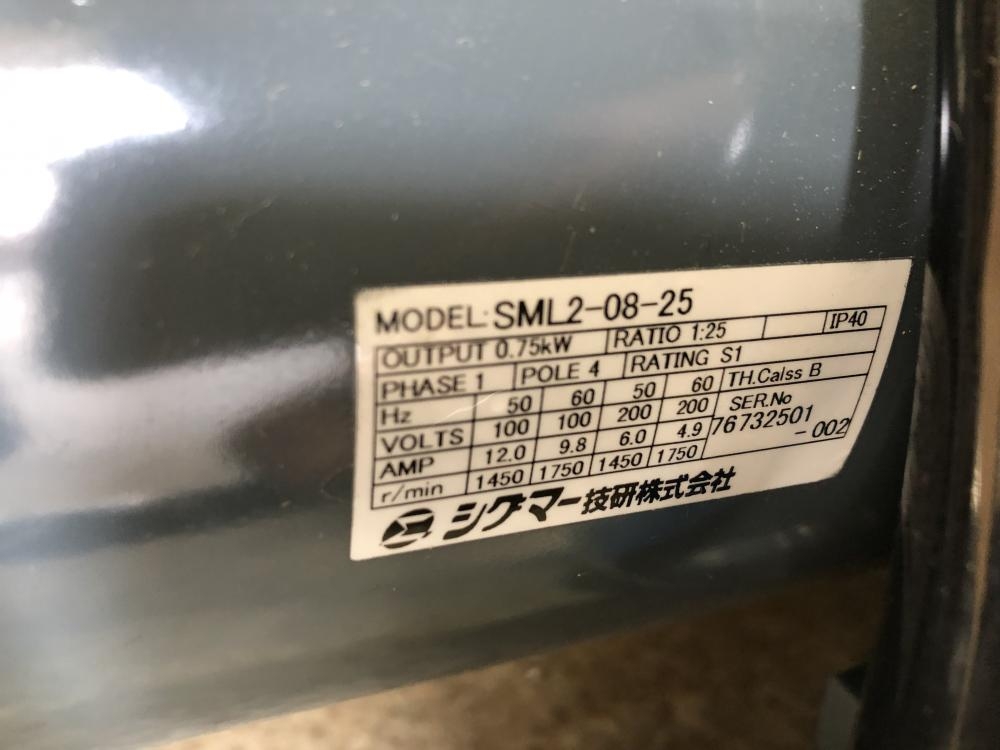 MODEL:SML2-08-25
OUTPUT 0.75kW RATIO 1:25 IP40
PHASE 1 POLE 4 RATING S1
Hz 50 60 50 60 TH.Calss B
VOLTS 100 100 200 200 SER.No
AMP 12.0 9.8 6.0 4.9 76732501
r/min 1450 1750 1450 1750 -002
シグマー技研株式会社